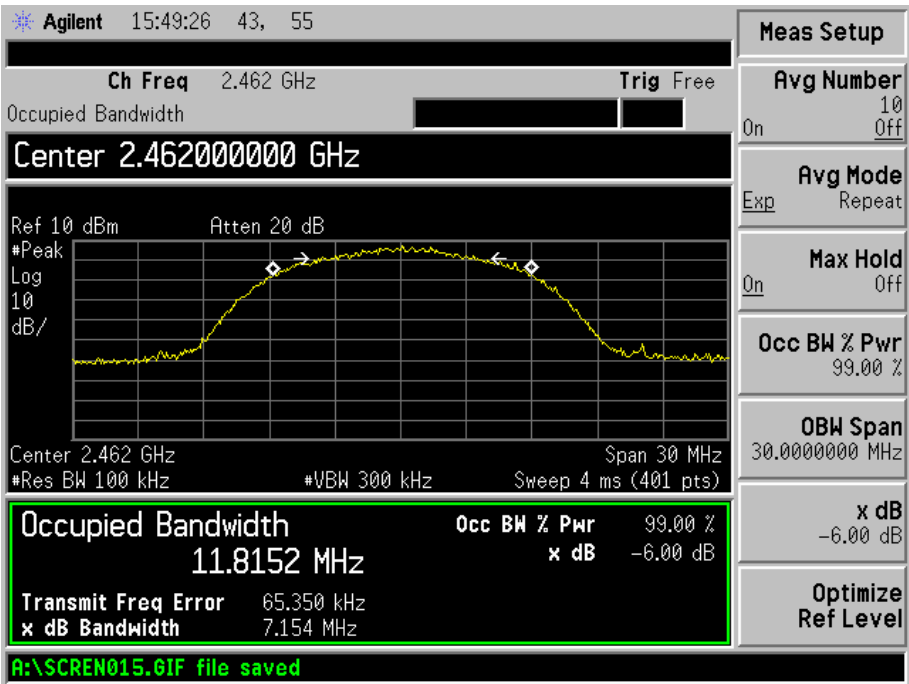 Agilent 15:49:26 43, 55
Ch Freq 2.462 GHz Trig Free
Occupied Bandwidth
Center 2.462000000 GHz
Ref 10 dBm Atten 20 dB
#Peak
Log
10
dB/
Center 2.462 GHz Span 30 MHz
#Res BW 100 kHz #VBW 300 kHz Sweep 4 ms (401 pts)
Occupied Bandwidth Occ BW % Pwr 99.00 %
11.8152 MHz x dB -6.00 dB
Transmit Freq Error 65.350 kHz
x dB Bandwidth 7.154 MHz
A:\SCREN015.GIF file saved
Meas Setup
Avg Number
10
On Off
Avg Mode
Exp Repeat
Max Hold
On Off
Occ BW % Pwr
99.00 %
OBW Span
30.0000000 MHz
x dB
-6.00 dB
Optimize
Ref Level